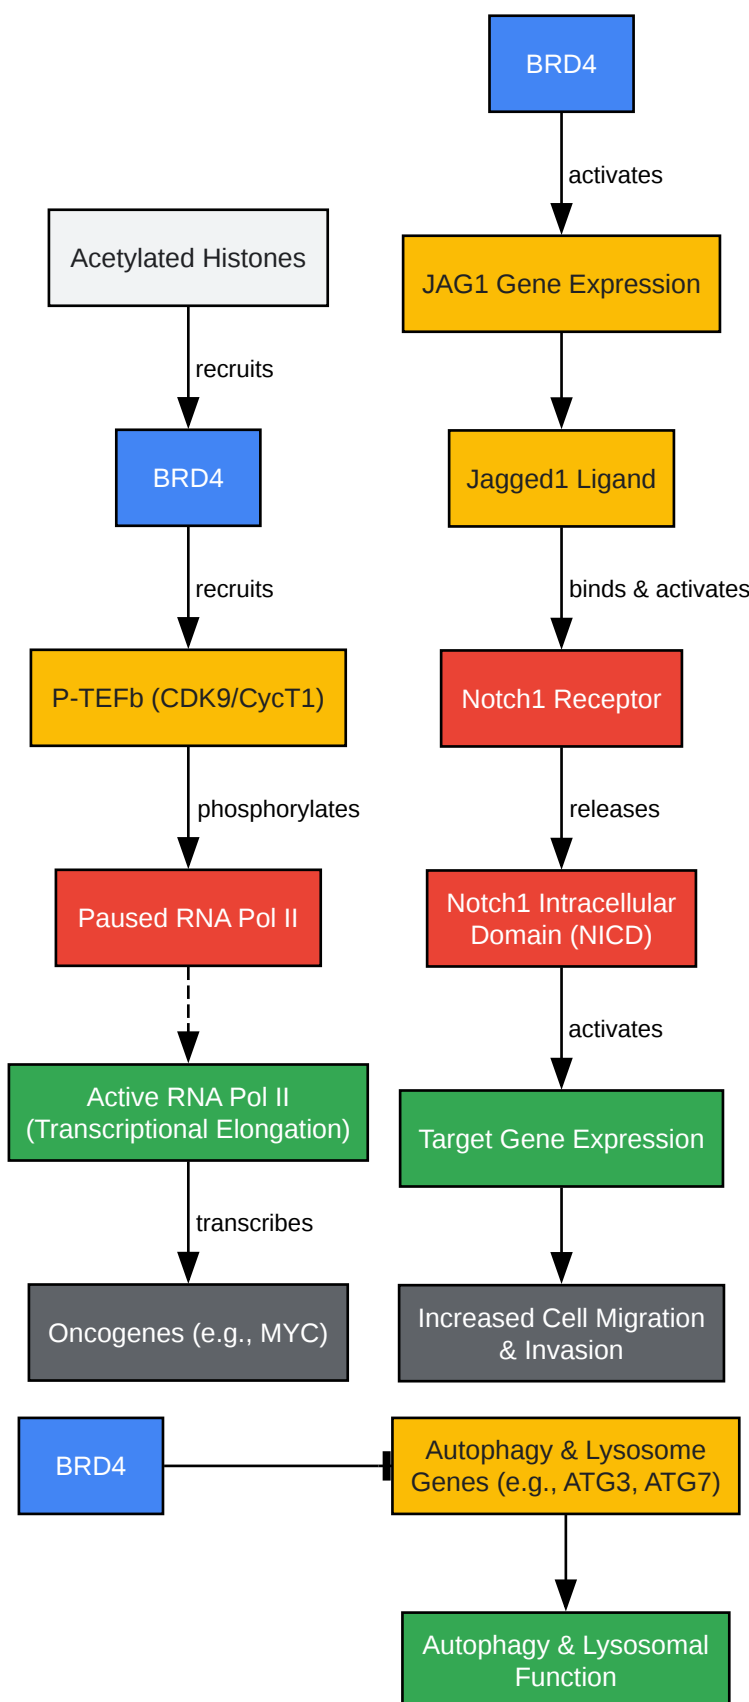 Acetylated Histones
recruits
BRD4
recruits
P-TEFb (CDK9/CycT1)
phosphorylates
Paused RNA Pol II
Active RNA Pol II
(Transcriptional Elongation)
transcribes
Oncogenes (e.g., MYC)
BRD4
activates
JAG1 Gene Expression
Jagged1 Ligand
binds & activates
Notch1 Receptor
releases
Notch1 Intracellular
Domain (NICD)
activates
Target Gene Expression
Increased Cell Migration
& Invasion
BRD4
Autophagy & Lysosome
Genes (e.g., ATG3, ATG7)
Autophagy & Lysosomal
Function